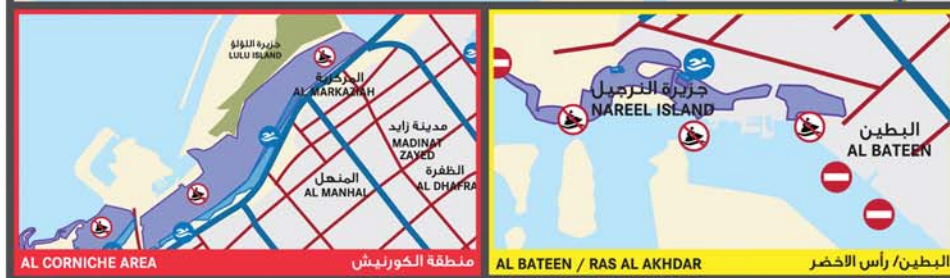 جزيرة اللؤلؤ
LULU ISLAND
المركزية
AL MARKAZIAH
مدينة زايد
MADINAT
ZAYED
الظفرة
AL DHAFRA
المنهل
AL MANHAL
AL CORNICHE AREA
منطقة الكورنيش
جزيرة النرجيل
NAREEL ISLAND
البطين
AL BATEEN
AL BATEEN / RAS AL AKHDAR
البطين/ رأس الاخضر